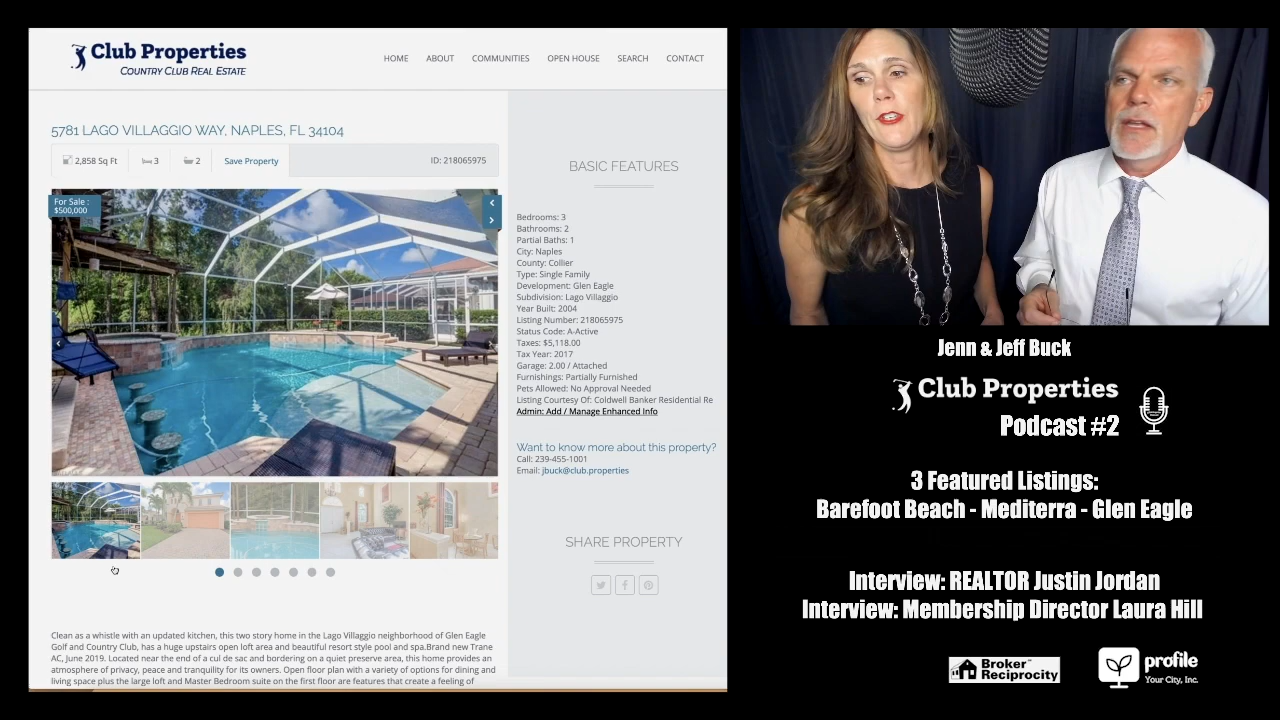 Club Properties
COUNTRY CLUB REAL ESTATE
HOME ABOUT COMMUNITIES OPEN HOUSE SEARCH CONTACT
5781 LAGO VILLAGGIO WAY, NAPLES, FL 34104
2,858 Sq Ft 3 2 Save Property ID: 218065975
For Sale :
$500,000
Clean as a whistle with an updated kitchen, this two story home in the Lago Villaggio neighborhood of Glen Eagle
Golf and Country Club, has a huge upstairs open loft area and beautiful resort style pool and spa.Brand new Trane
AC, June 2019. Located near the end of a cul de sac and bordering on a quiet preserve area, this home provides an
atmosphere of privacy, peace and tranquility for its owners. Open floor plan with a variety of options for dining and
living space plus the large loft and Master Bedroom suite on the first floor are features that create a feeling of
BASIC FEATURES
Bedrooms: 3
Bathrooms: 2
Partial Baths: 1
City: Naples
County: Collier
Type: Single Family
Development: Glen Eagle
Subdivision: Lago Villaggio
Year Built: 2004
Listing Number: 218065975
Status Code: A-Active
Taxes: $5,118.00
Tax Year: 2017
Garage: 2.00 / Attached
Furnishings: Partially Furnished
Pets Allowed: No Approval Needed
Listing Courtesy Of: Coldwell Banker Residential Re
Admin: Add / Manage Enhanced Info
Want to know more about this property?
Call: 239-455-1001
Email: jbuck@club.properties
SHARE PROPERTY
Jenn & Jeff Buck
Club Properties
Podcast #2
3 Featured Listings:
Barefoot Beach - Mediterra - Glen Eagle
Interview: REALTOR Justin Jordan
Interview: Membership Director Laura Hill
Broker™
Reciprocity
profile
Your City, Inc.